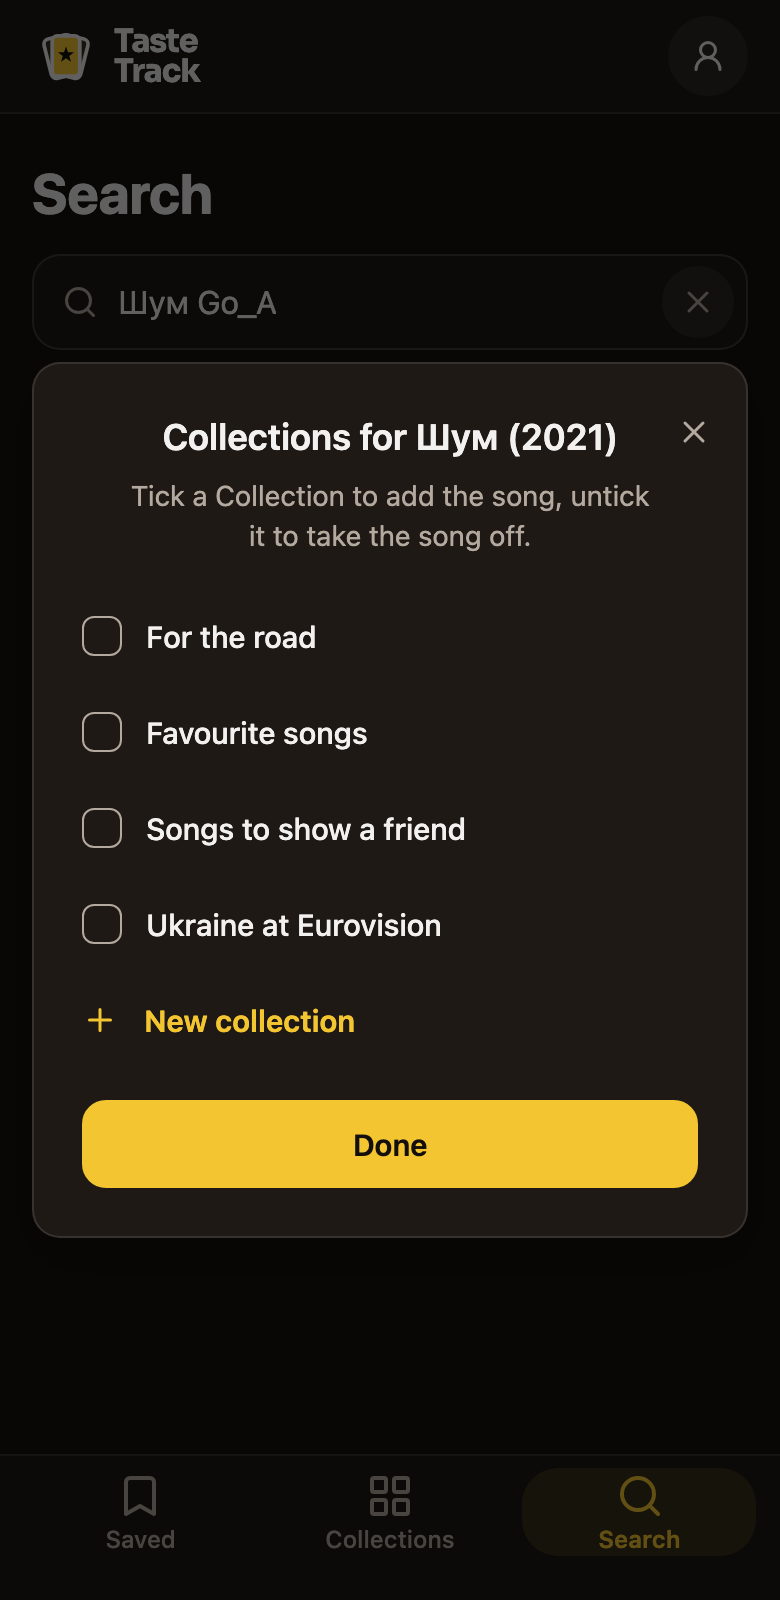 Taste
Track
Search
Шум Go_A
Collections for Шум (2021)
Tick a Collection to add the song, untick
it to take the song off.
For the road
Favourite songs
Songs to show a friend
Ukraine at Eurovision
New collection
Done
Saved
Collections
Search